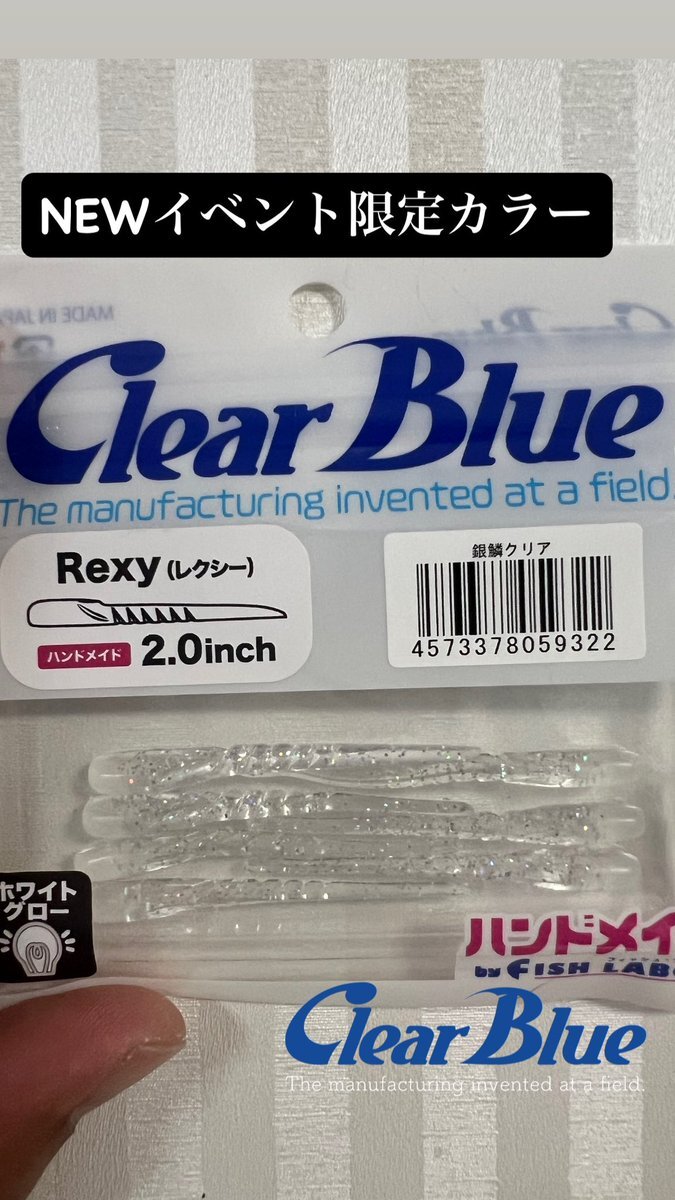 NEWイベント限定カラー
MADE IN JAPA
Clear Blue
Clear Blue
The manufacturing invented at a field.
Rexy(レクシー)
ハンドメイド 2.0inch
銀鱗クリア
4573378059322
ホワイト
グロー
ハンドメイ
by FISH LAB
Clear Blue
The manufacturing invented at a field.